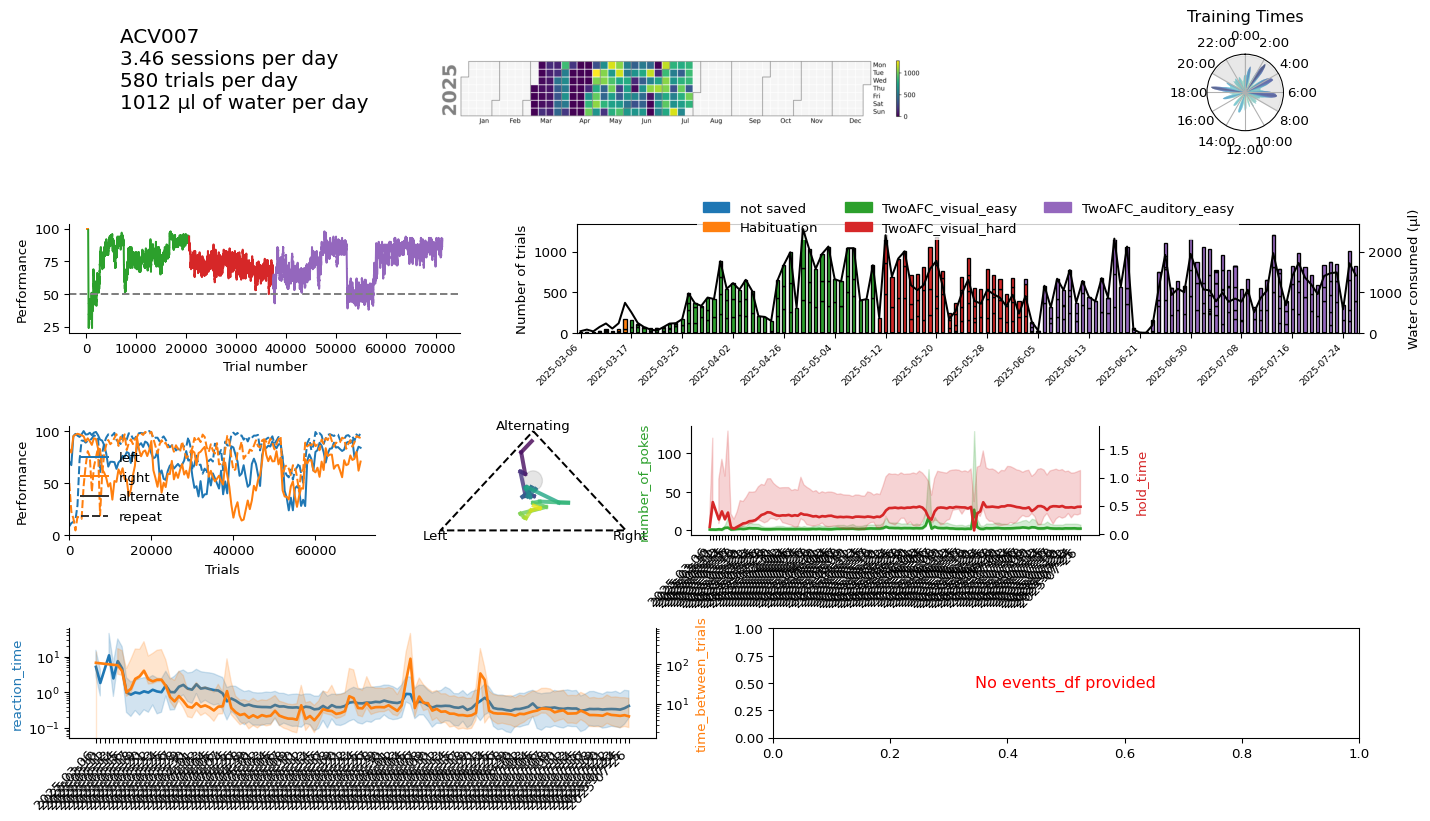 ACV007
3.46 sessions per day
580 trials per day
1012 µl of water per day
2025
Mon
Tue
Wed
Thu
Fri
Sat
Sun
Jan Feb Mar Apr May Jun Jul Aug Sep Oct Nov Dec
1000
500
0
Training Times
0:00
2:00
4:00
6:00
8:00
10:00
12:00
14:00
16:00
18:00
20:00
22:00
Performance
100
75
50
25
0 10000 20000 30000 40000 50000 60000 70000
Trial number
not saved
Habituation
TwoAFC_visual_easy
TwoAFC_visual_hard
TwoAFC_auditory_easy
Number of trials
1000
500
0
Water consumed (µl)
2000
1000
0
2025-03-06
2025-03-17
2025-03-25
2025-04-02
2025-04-26
2025-05-04
2025-05-12
2025-05-20
2025-05-28
2025-06-05
2025-06-13
2025-06-21
2025-06-30
2025-07-08
2025-07-16
2025-07-24
Performance
100
50
0
left
right
alternate
repeat
0 20000 40000 60000
Trials
Alternating
Left
Right
number_of_pokes
100
50
0
hold_time
1.5
1.0
0.5
0.0
reaction_time
10^1
10^0
10^-1
time_between_trials
10^2
10^1
No events_df provided
1.00
0.75
0.50
0.25
0.00
0.0 0.2 0.4 0.6 0.8 1.0